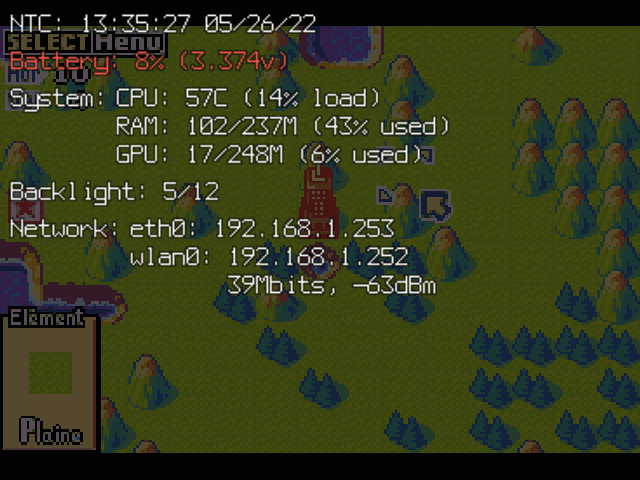 NTC: 13:35:27 05/26/22
SELECT Menu
Battery: 8% (3.374v)
System: CPU: 57C (14% load)
RAM: 102/237M (43% used)
GPU: 17/248M (6% used)
Backlight: 5/12
Network: eth0: 192.168.1.253
wlan0: 192.168.1.252
39Mbits, -63dBm
Elément
Plaine